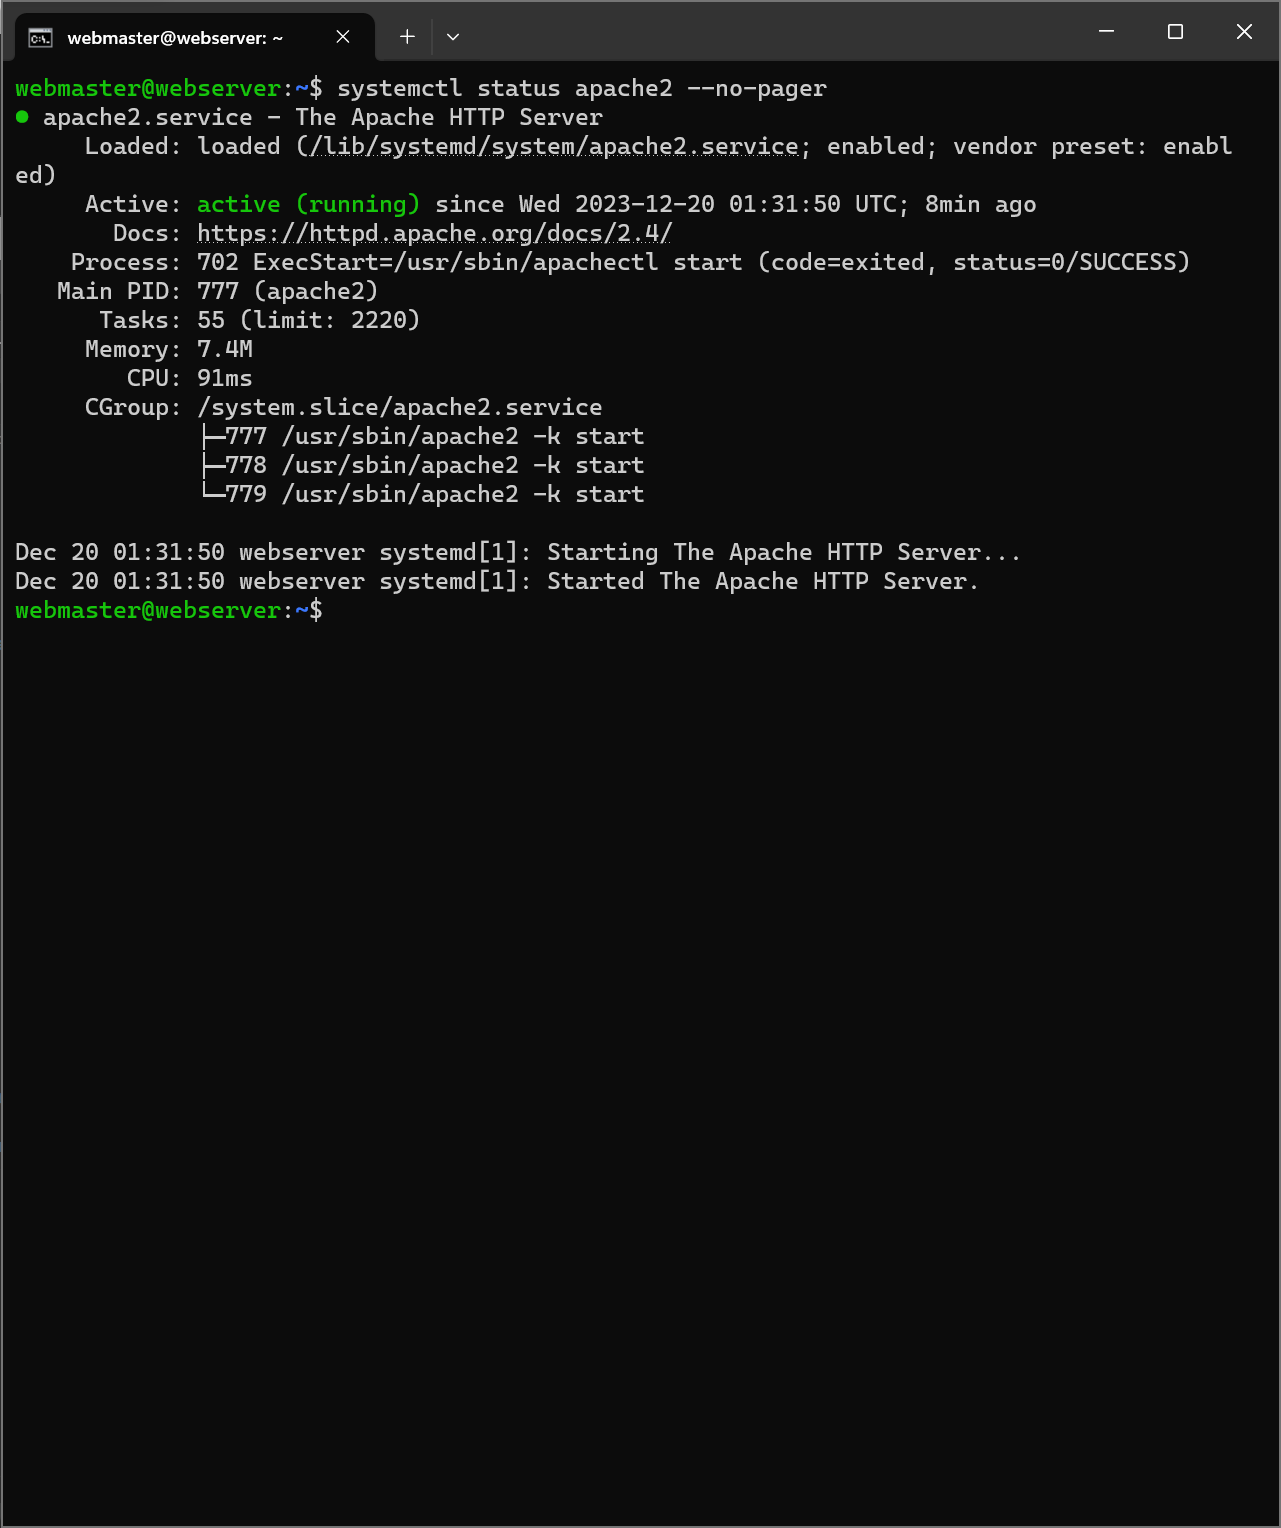 webmaster@webserver: ~
webmaster@webserver:~$ systemctl status apache2 --no-pager
● apache2.service - The Apache HTTP Server
     Loaded: loaded (/lib/systemd/system/apache2.service; enabled; vendor preset: enabl
ed)
     Active: active (running) since Wed 2023-12-20 01:31:50 UTC; 8min ago
       Docs: https://httpd.apache.org/docs/2.4/
    Process: 702 ExecStart=/usr/sbin/apachectl start (code=exited, status=0/SUCCESS)
   Main PID: 777 (apache2)
      Tasks: 55 (limit: 2220)
     Memory: 7.4M
        CPU: 91ms
     CGroup: /system.slice/apache2.service
             ├─777 /usr/sbin/apache2 -k start
             ├─778 /usr/sbin/apache2 -k start
             └─779 /usr/sbin/apache2 -k start
Dec 20 01:31:50 webserver systemd[1]: Starting The Apache HTTP Server...
Dec 20 01:31:50 webserver systemd[1]: Started The Apache HTTP Server.
webmaster@webserver:~$